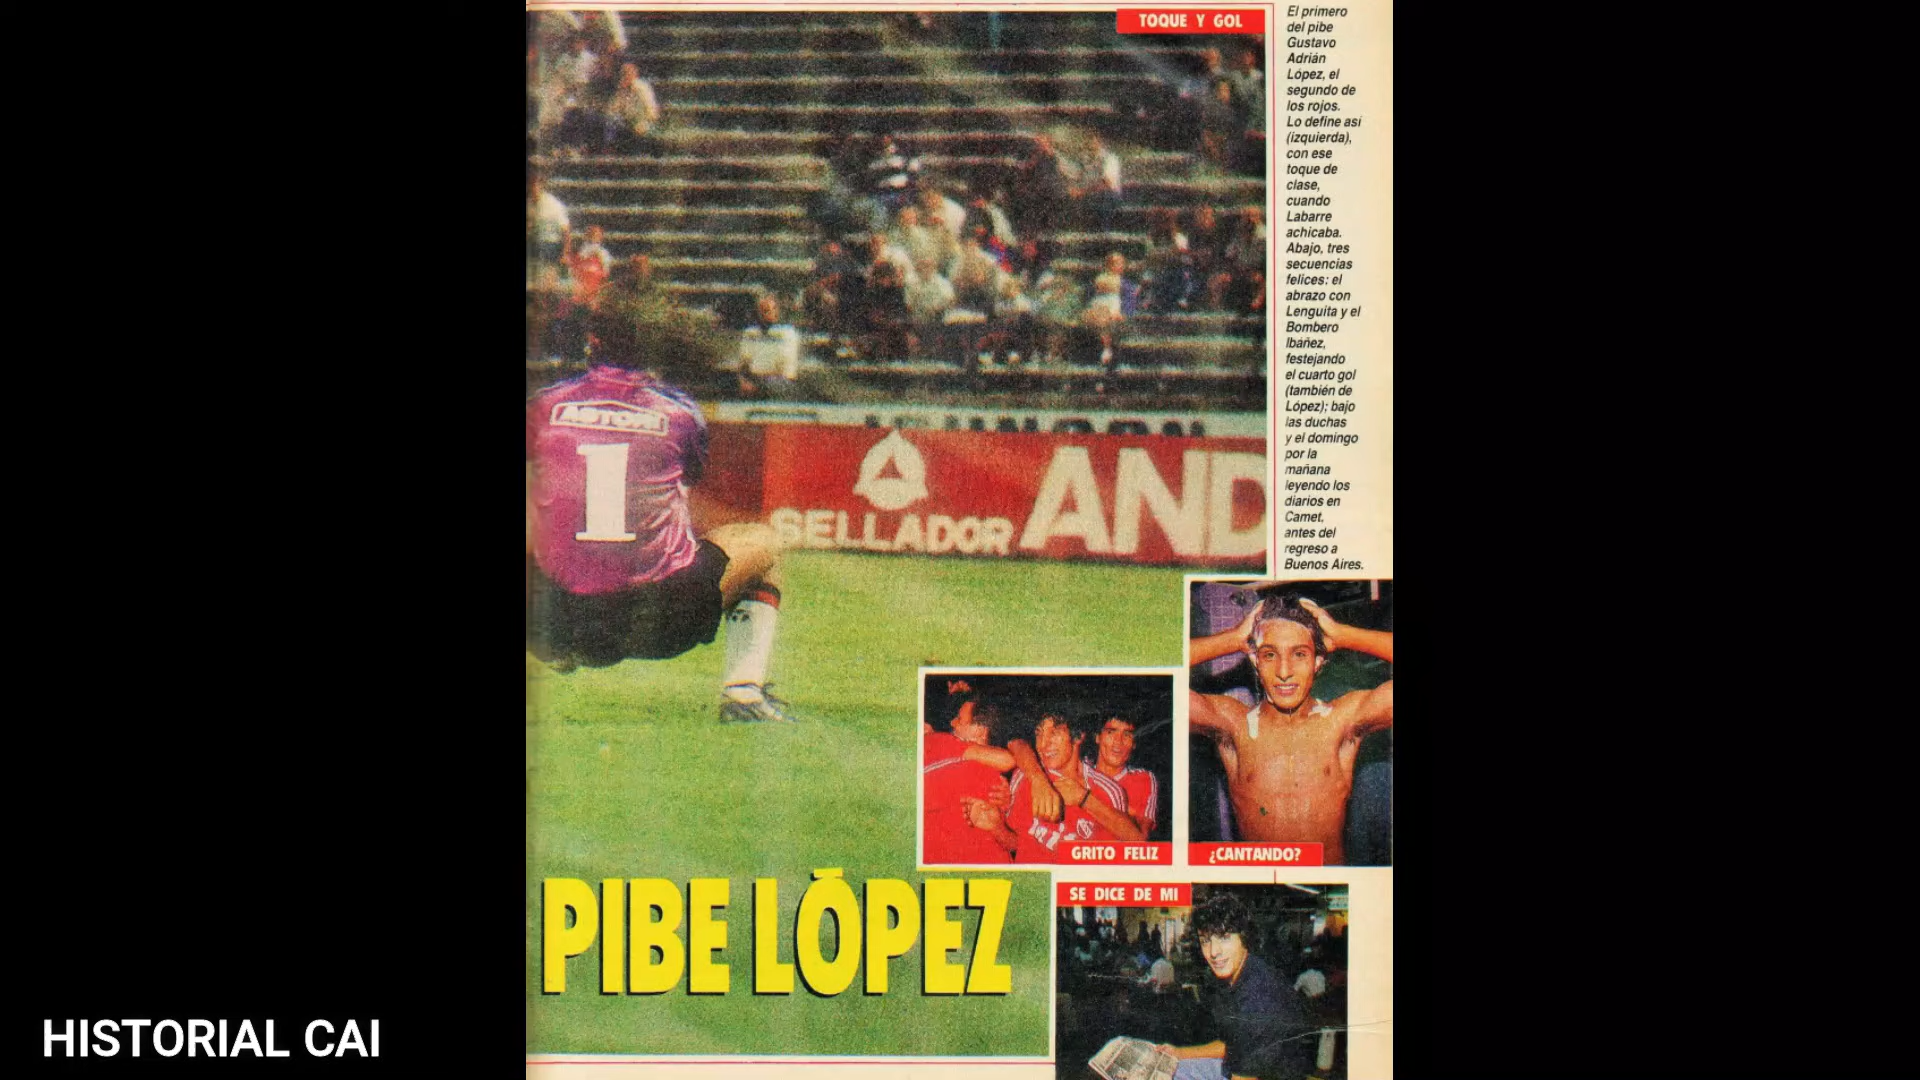 TOQUE Y GOL
El primero
del pibe
Gustavo
Adrián
López, el
segundo de
los rojos.
Lo define así
(izquierda),
con ese
toque de
clase,
cuando
Labarre
achicaba.
Abajo, tres
secuencias
felices: el
abrazo con
Lenguita y el
Bombero
Ibáñez,
festejando
el cuarto gol
(también de
López); bajo
las duchas
y el domingo
por la
mañana
leyendo los
diarios en
Camet,
antes del
regreso a
Buenos Aires.
ASTORI
1
SELLADOR
AND
GRITO FELIZ
¿CANTANDO?
SE DICE DE MI
PIBE LÓPEZ
HISTORIAL CAI